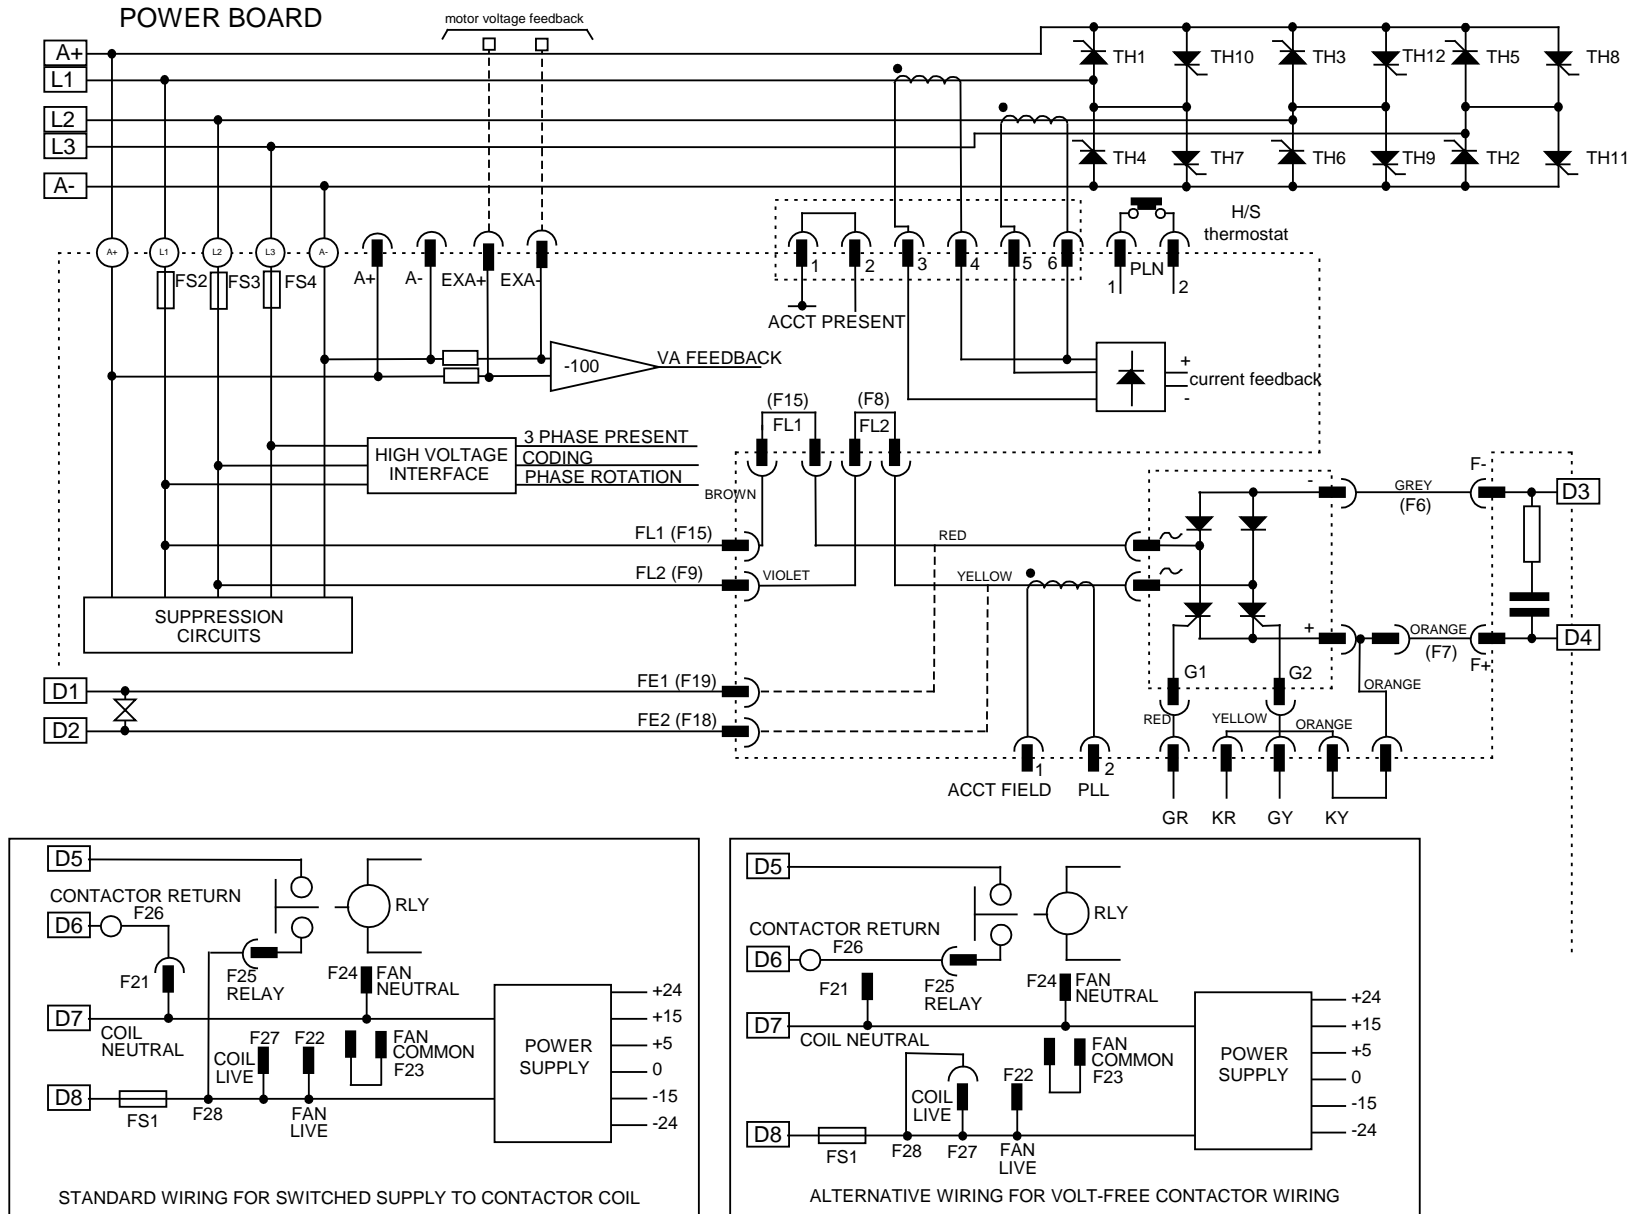 POWER BOARD
motor voltage feedback
A+
L1
L2
L3
A-
TH1
TH10
TH3
TH12
TH5
TH8
TH4
TH7
TH6
TH9
TH2
TH11
H/S
thermostat
A+
L1
L2
L3
A-
FS2
FS3
FS4
A+
A-
EXA+
EXA-
1
2
3
4
5
6
PLN
1
2
ACCT PRESENT
-100
VA FEEDBACK
+
current feedback
-
(F15)
FL1
(F8)
FL2
HIGH VOLTAGE
INTERFACE
3 PHASE PRESENT
CODING
PHASE ROTATION
BROWN
FL1 (F15)
RED
FL2 (F9)
VIOLET
YELLOW
-
GREY
(F6)
F-
D3
+
ORANGE
(F7)
F+
D4
SUPPRESSION
CIRCUITS
D1
D2
FE1 (F19)
FE2 (F18)
G1
G2
ORANGE
RED
YELLOW
ORANGE
1
2
ACCT FIELD
PLL
GR
KR
GY
KY
D5
CONTACTOR RETURN
D6
F26
F21
F25
RELAY
RLY
F24
FAN
NEUTRAL
D7
COIL
NEUTRAL
F27
COIL
LIVE
F22
FAN
COMMON
F23
D8
FS1
F28
FAN
LIVE
POWER
SUPPLY
+24
+15
+5
0
-15
-24
STANDARD WIRING FOR SWITCHED SUPPLY TO CONTACTOR COIL
D5
CONTACTOR RETURN
D6
F26
F21
F25
RELAY
RLY
F24
FAN
NEUTRAL
D7
COIL NEUTRAL
FAN
COMMON
F23
COIL
LIVE
F22
D8
FS1
F28
F27
FAN
LIVE
POWER
SUPPLY
+24
+15
+5
0
-15
-24
ALTERNATIVE WIRING FOR VOLT-FREE CONTACTOR WIRING